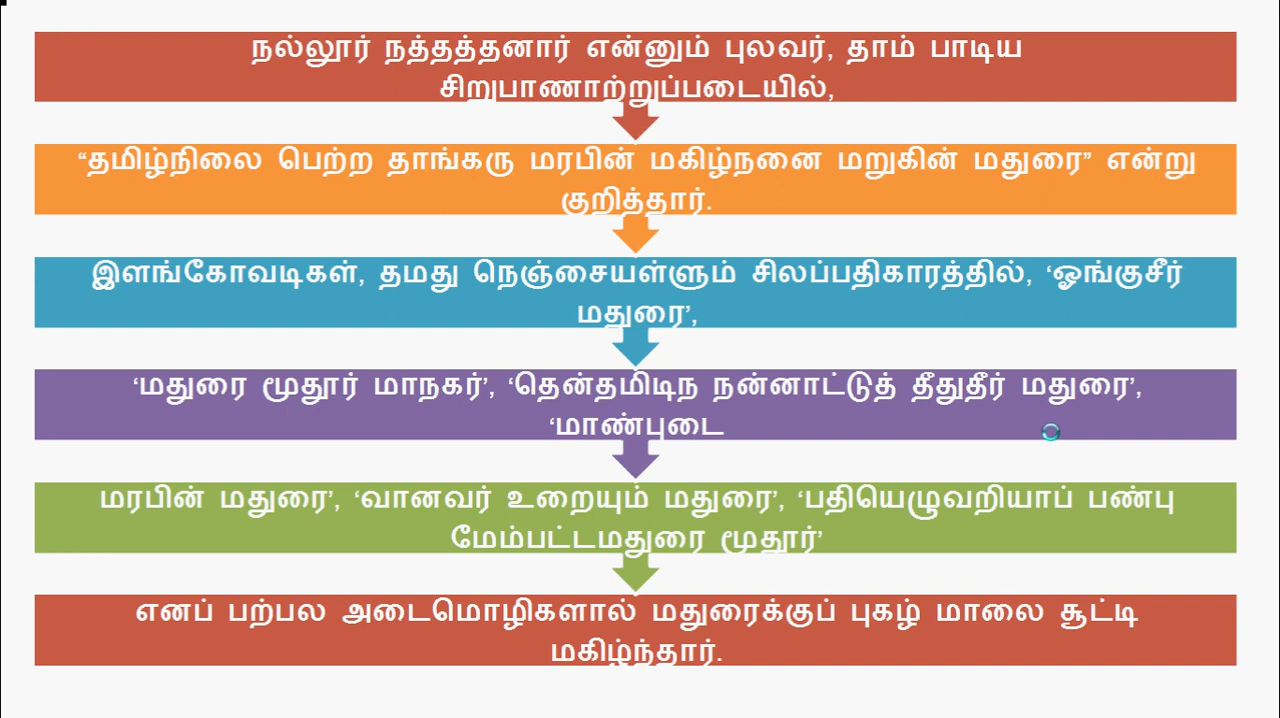 நல்லூர் நத்தத்தனார் என்னும் புலவர், தாம் பாடிய
சிறுபாணாற்றுப்படையில்,
“தமிழ்நிலை பெற்ற தாங்கரு மரபின் மகிழ்நனை மறுகின் மதுரை” என்று
குறித்தார்.
இளங்கோவடிகள், தமது நெஞ்சையள்ளும் சிலப்பதிகாரத்தில், ‘ஓங்குசீர்
மதுரை’,
‘மதுரை மூதூர் மாநகர்’, ‘தென்தமிடிந நன்னாட்டுத் தீதுதீர் மதுரை’,
‘மாண்புடை
மரபின் மதுரை’, ‘வானவர் உறையும் மதுரை’, ‘பதியெழுவறியாப் பண்பு
மேம்பட்டமதுரை மூதூர்’
எனப் பற்பல அடைமொழிகளால் மதுரைக்குப் புகழ் மாலை சூட்டி
மகிழ்ந்தார்.